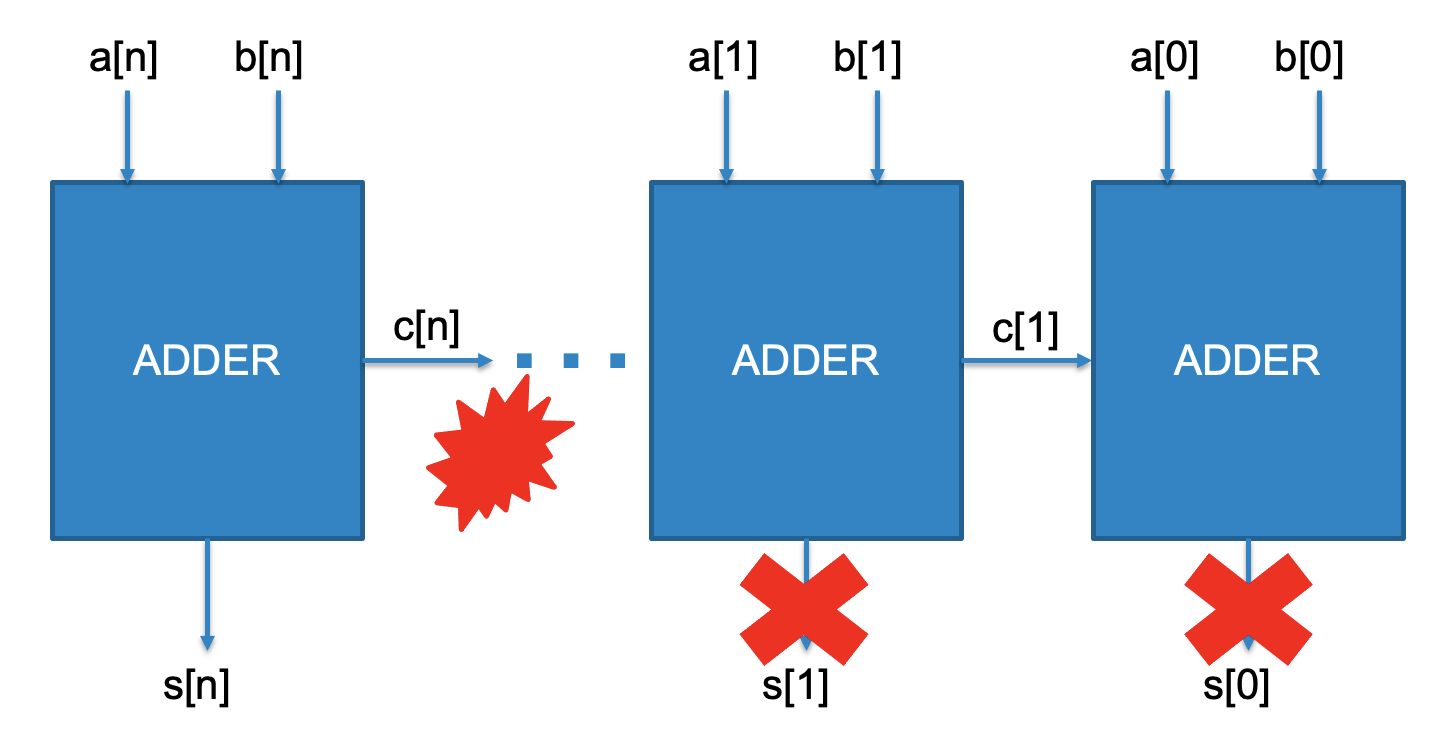 a[n] b[n] a[1] b[1] a[0] b[0]
c[n] c[1]
ADDER ADDER ADDER
s[n] s[1] s[0]